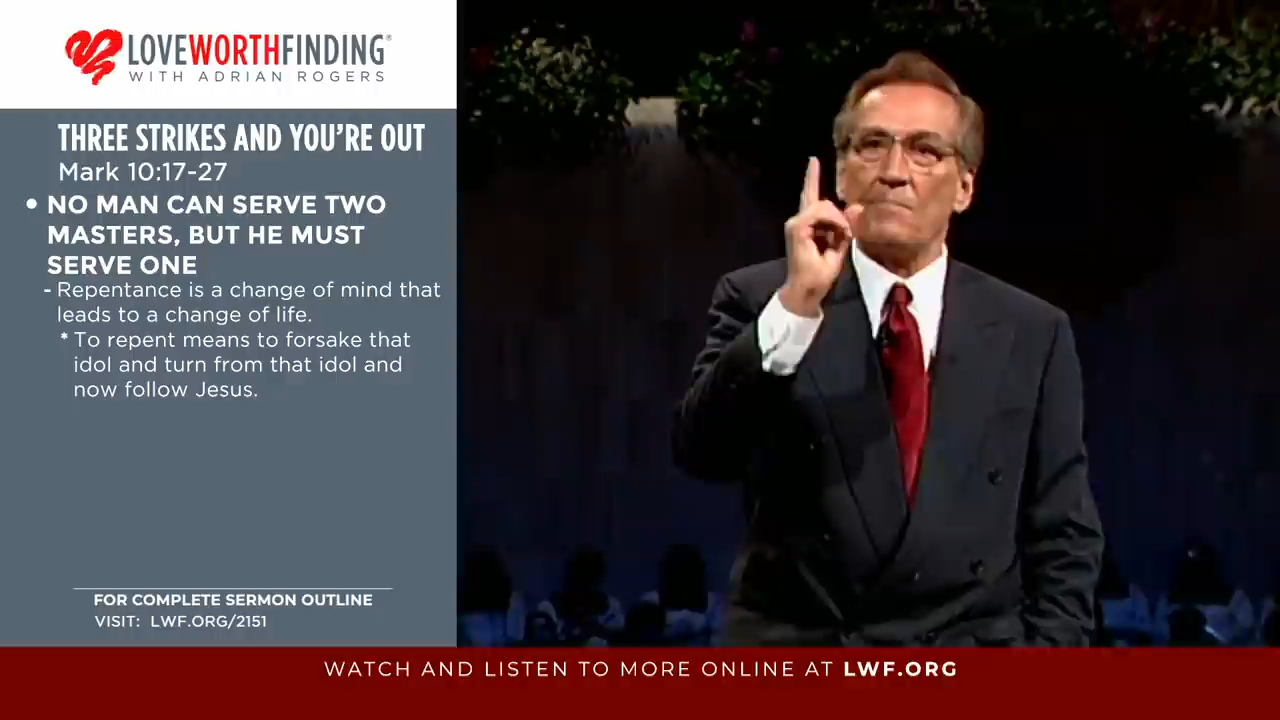 LOVEWORTHFINDING®
WITH ADRIAN ROGERS
THREE STRIKES AND YOU'RE OUT
Mark 10:17-27
• NO MAN CAN SERVE TWO
MASTERS, BUT HE MUST
SERVE ONE
- Repentance is a change of mind that
leads to a change of life.
* To repent means to forsake that
idol and turn from that idol and
now follow Jesus.
FOR COMPLETE SERMON OUTLINE
VISIT: LWF.ORG/2151
WATCH AND LISTEN TO MORE ONLINE AT LWF.ORG